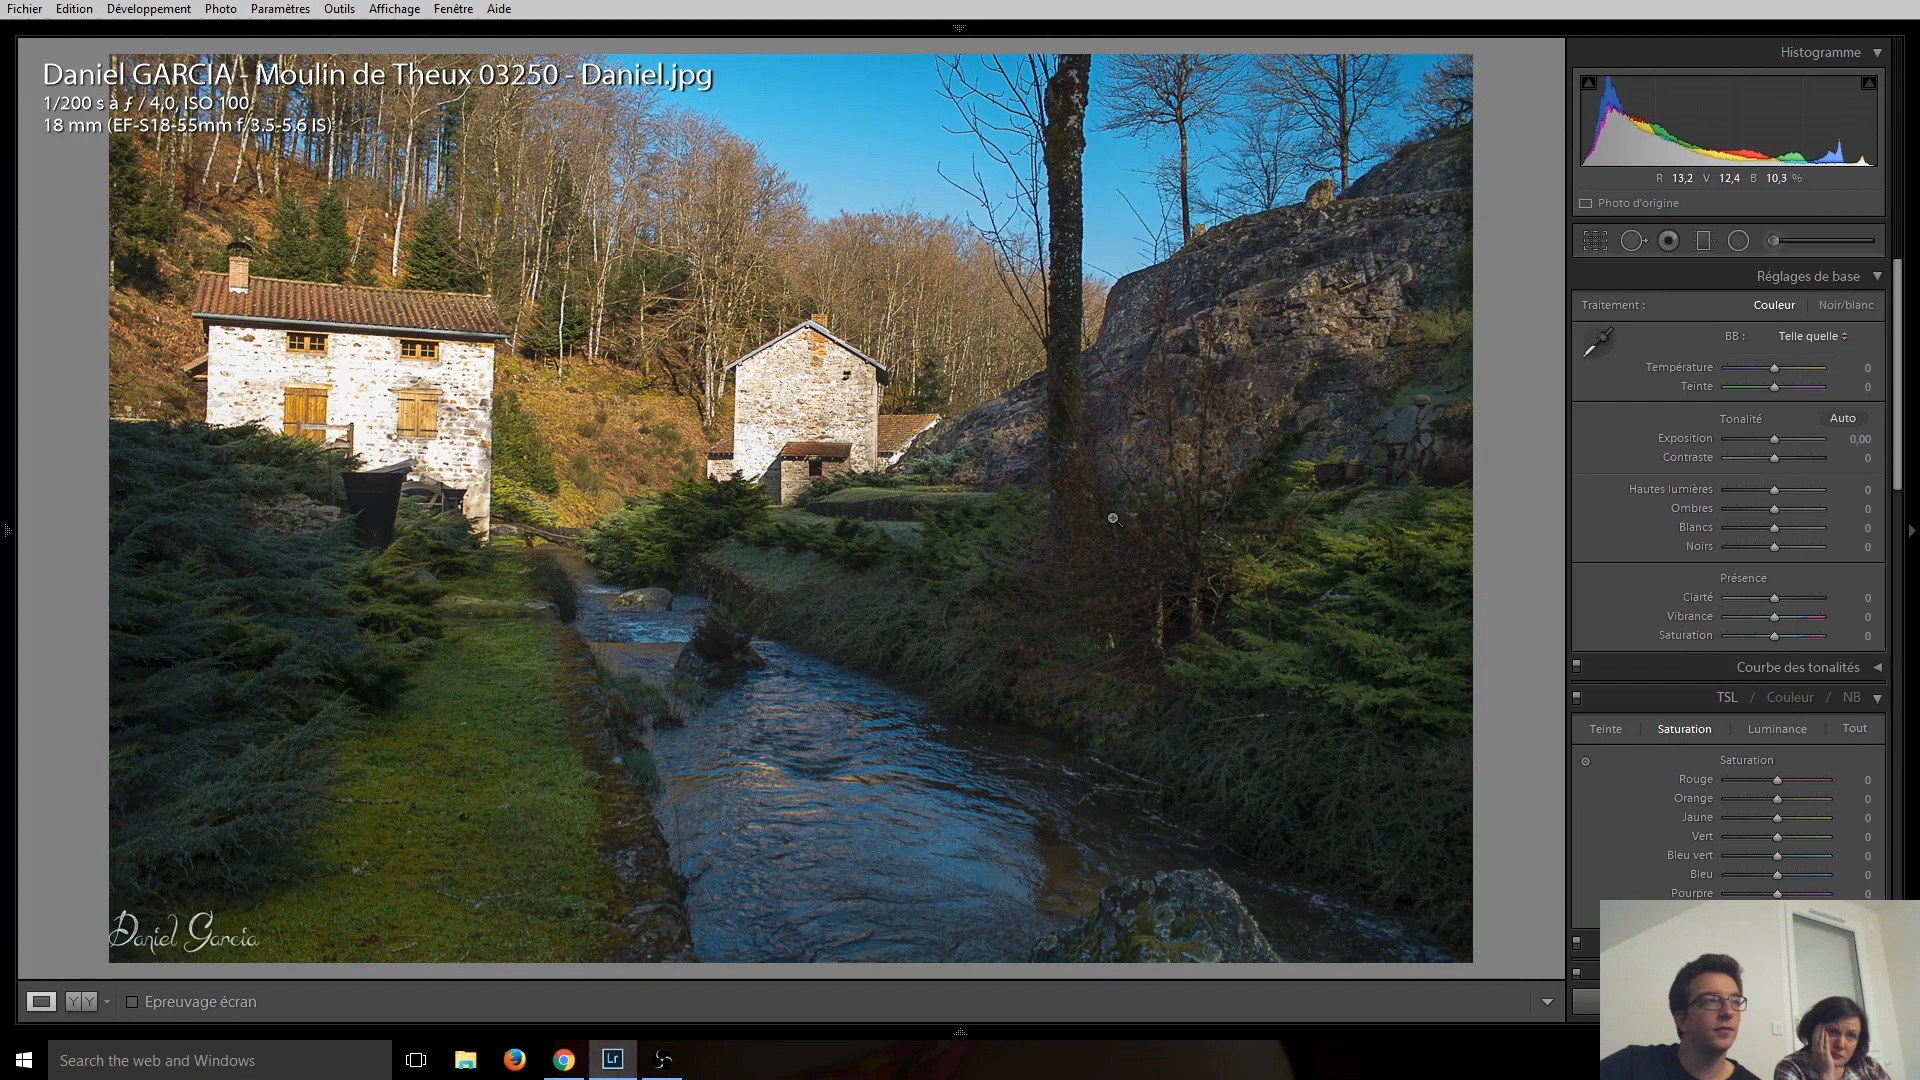 Fichier Edition Développement Photo Paramètres Outils Affichage Fenêtre Aide
Daniel GARCIA - Moulin de Theux 03250 - Daniel.jpg
1/200 s à ƒ / 4,0, ISO 100,
18 mm (EF-S18-55mm f/3.5-5.6 IS)
Daniel Garcia
Histogramme
R 13,2 V 12,4 B 10,3 %
Photo d'origine
Réglages de base
Traitement : Couleur Noir/blanc
BB : Telle quelle
Température 0
Teinte 0
Tonalité Auto
Exposition 0,00
Contraste 0
Hautes lumières 0
Ombres 0
Blancs 0
Noirs 0
Présence
Clarté 0
Vibrance 0
Saturation 0
Courbe des tonalités
TSL / Couleur / NB
Teinte Saturation Luminance Tout
Saturation
Rouge 0
Orange 0
Jaune 0
Vert 0
Bleu vert 0
Bleu 0
Pourpre 0
Y Y Epreuvage écran
Search the web and Windows
Lr